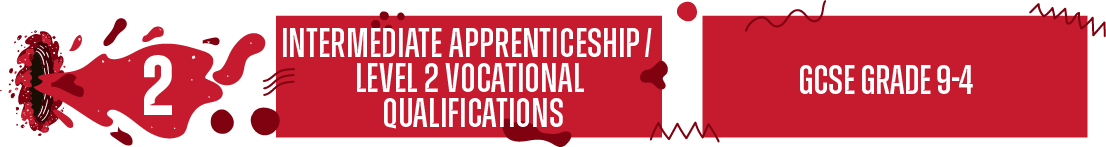 2
INTERMEDIATE APPRENTICESHIP /
LEVEL 2 VOCATIONAL
QUALIFICATIONS
GCSE GRADE 9-4